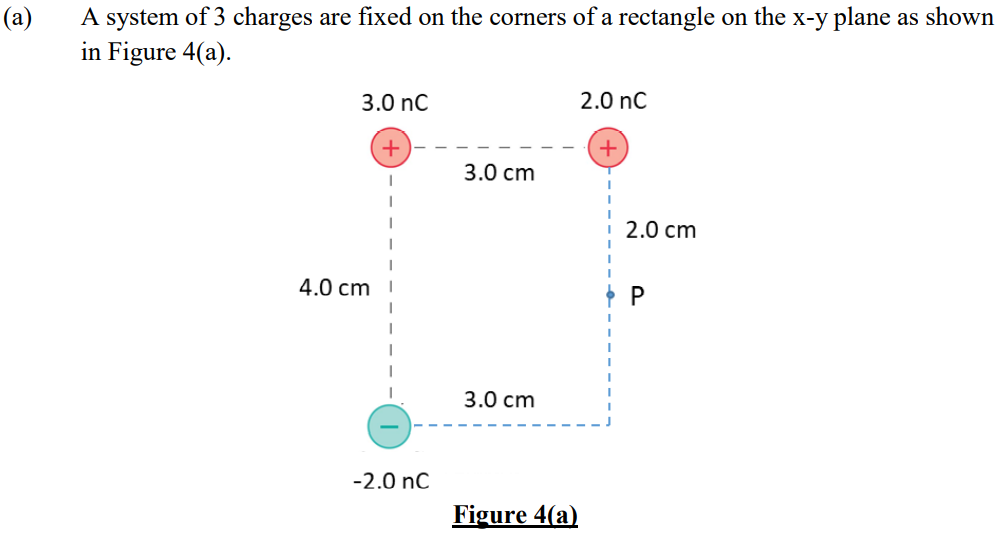 (a) A system of 3 charges are fixed on the corners of a rectangle on the x-y plane as shown
in Figure 4(a).
3.0 nC 2.0 nC
+ +
3.0 cm
2.0 cm
4.0 cm P
3.0 cm
−
-2.0 nC
Figure 4(a)